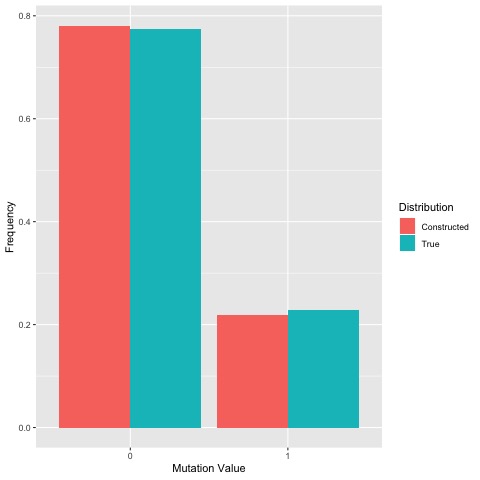 0.8
0.6
0.4
0.2
0.0
Frequency
0
1
Mutation Value
Distribution
Constructed
True